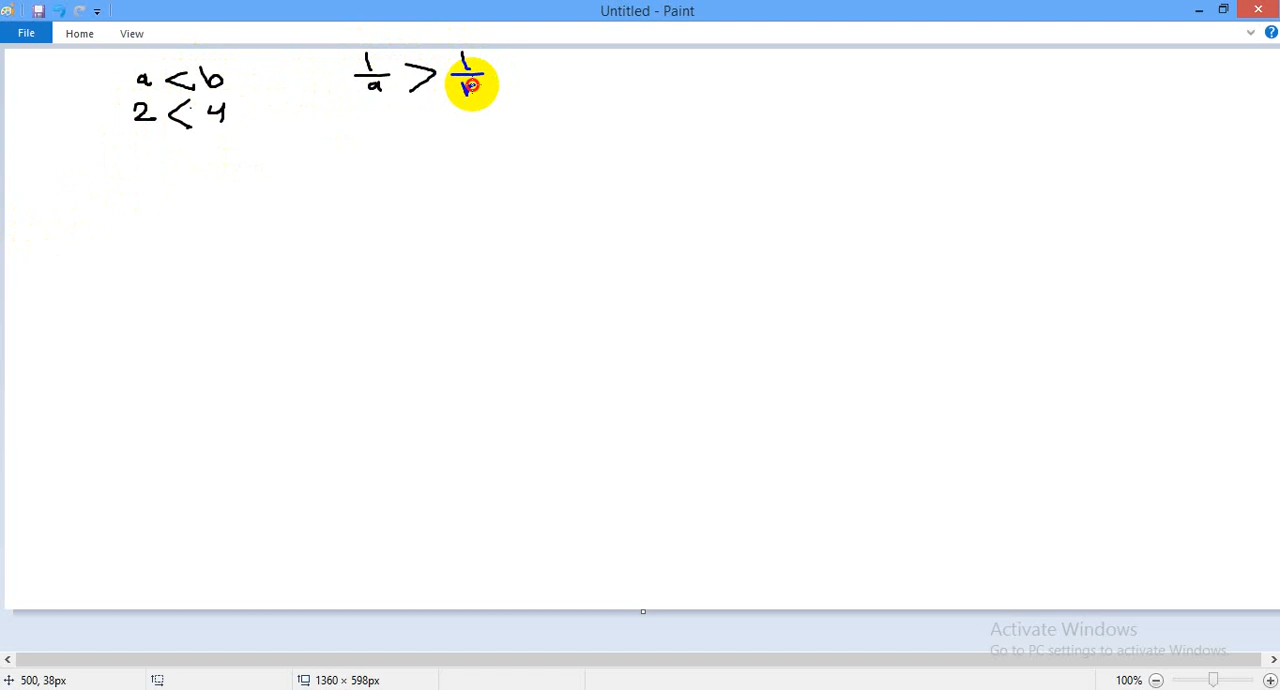 Untitled - Paint
File Home View
a < b
2 < 4
1/a > 1/b
Activate Windows
Go to PC settings to activate Windows.
500, 38px
1360 × 598px
100%